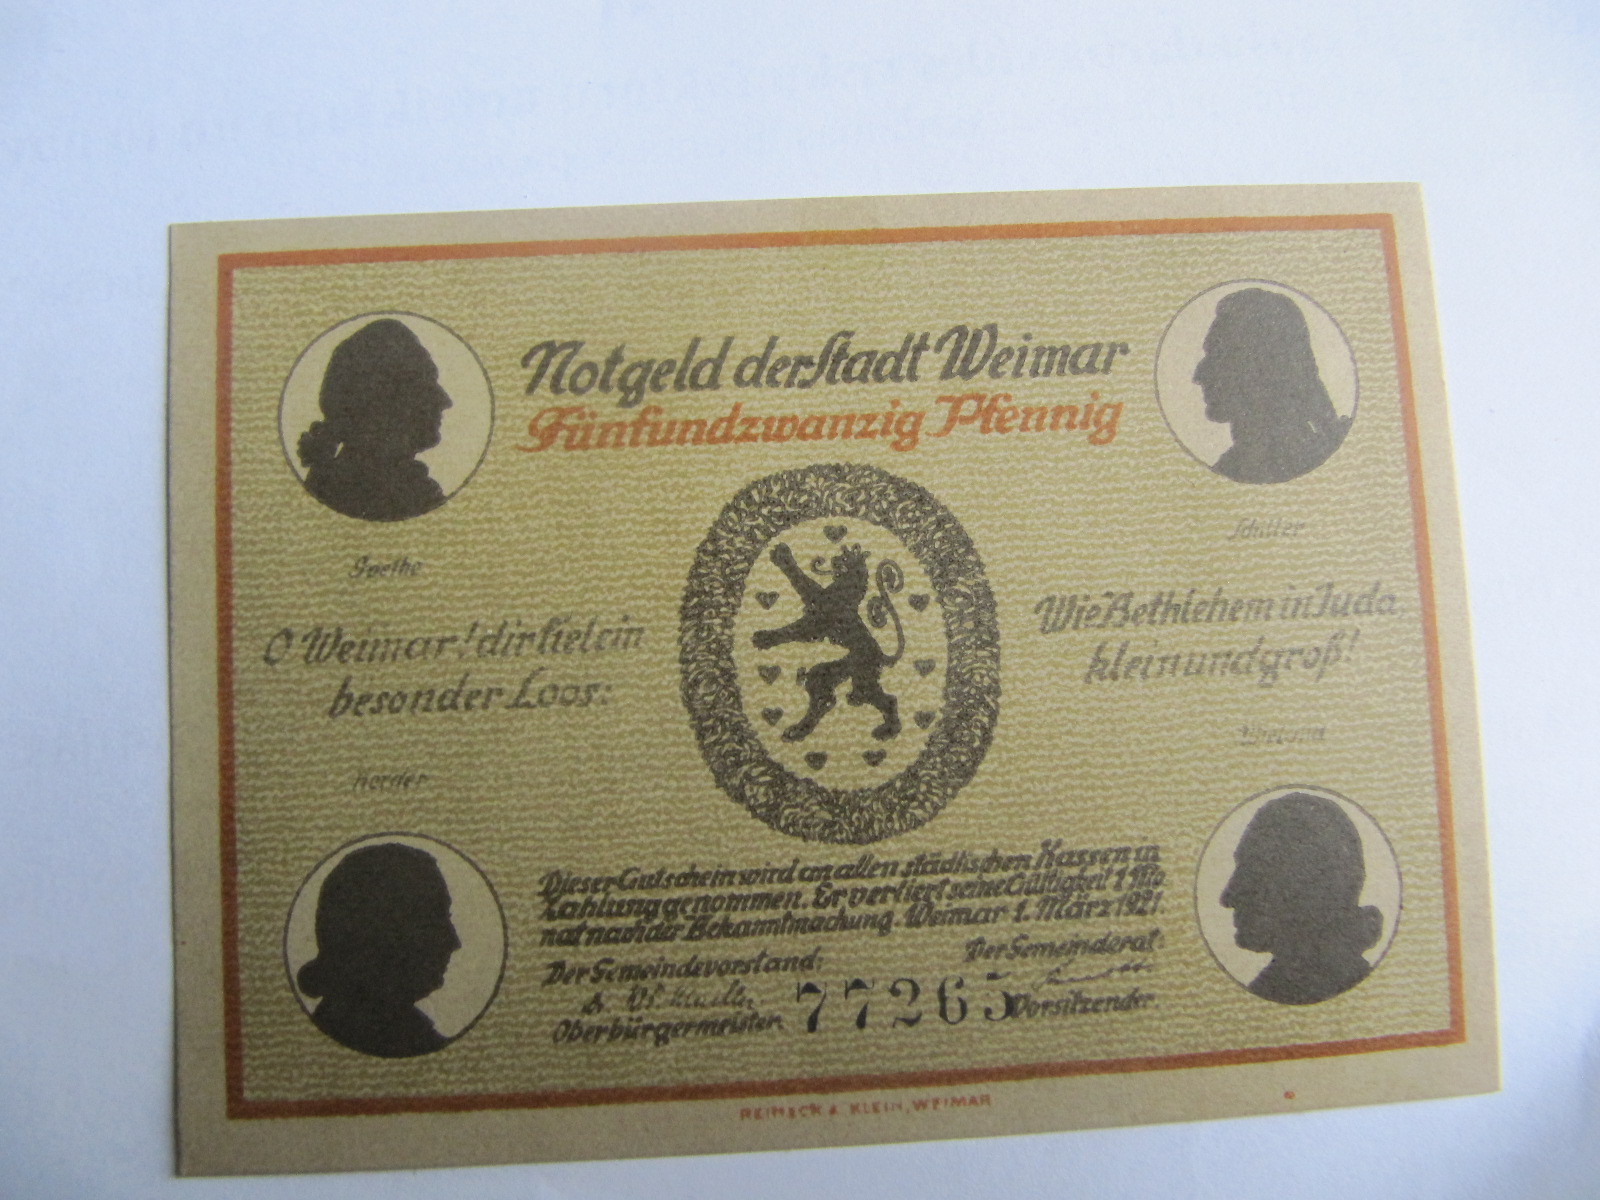 Notgeld der Stadt Weimar
Fünfundzwanzig Pfennig
Goethe
Schiller
O Weimar! dir fiel ein
besonder Loos:
Wie Bethlehem in Juda,
klein und groß!
Herder
Wieland
Dieser Gutschein wird an allen städtischen Kassen in
Zahlung genommen. Er verliert seine Gültigkeit 1 Mo
nat nach der Bekanntmachung. Weimar 1. März 1921.
Der Gemeindevorstand:
Der Gemeinderat:
Oberbürgermeister.
77265
Vorsitzender.
REINECK & KLEIN, WEIMAR